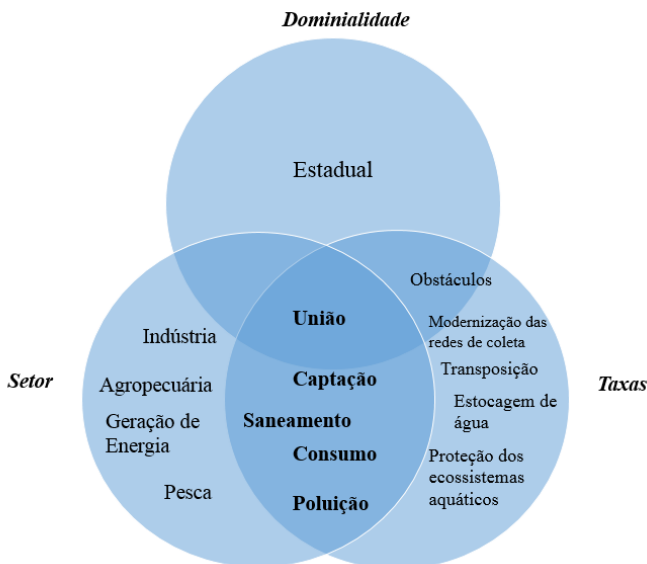 Dominialidade
Estadual
Obstáculos
União
Modernização das
redes de coleta
Indústria
Transposição
Setor
Agropecuária
Captação
Taxas
Estocagem de
água
Geração de
Energia
Saneamento
Consumo
Proteção dos
ecossistemas
aquáticos
Pesca
Poluição